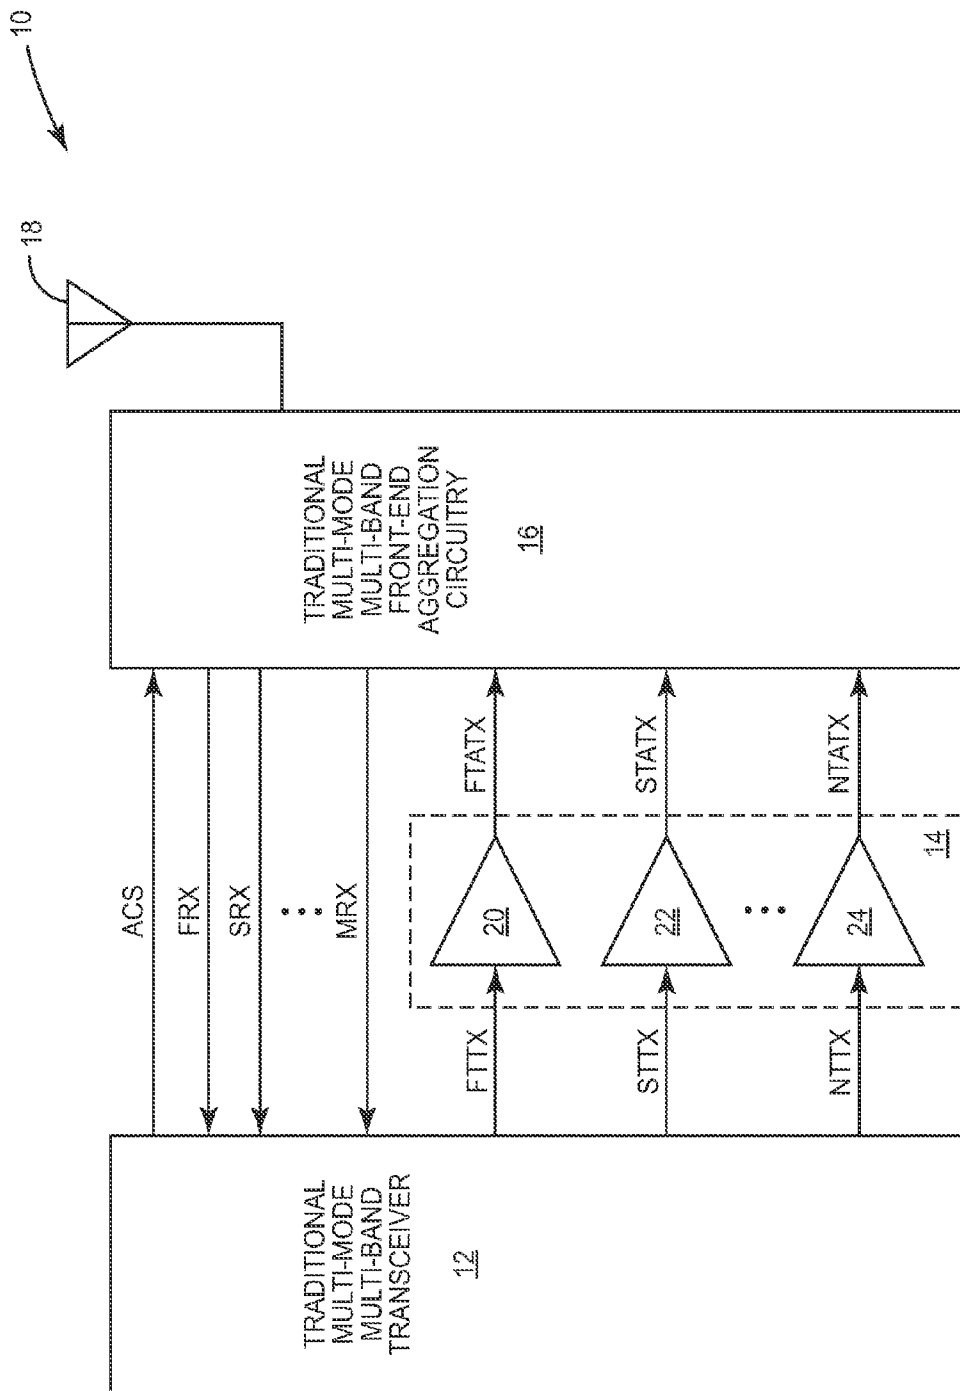 10
18
TRADITIONAL
MULTI-MODE
MULTI-BAND
FRONT-END
AGGREGATION
CIRCUITRY
16
ACS
FRX
SRX
MRX
FTATX
STATX
NTATX
20
22
24
14
FTTX
STTX
NTTX
TRADITIONAL
MULTI-MODE
MULTI-BAND
TRANSCEIVER
12